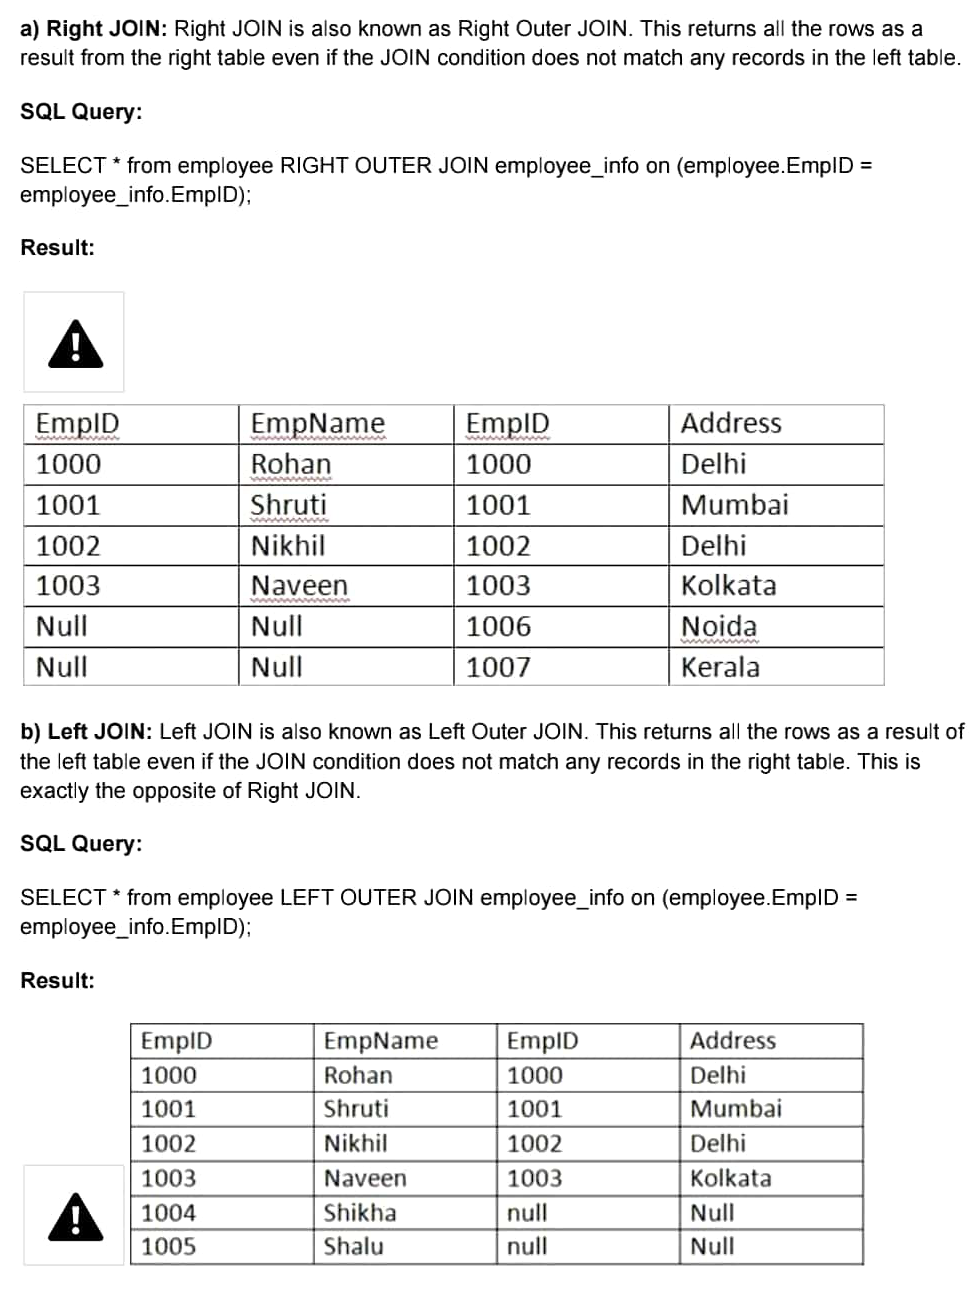 a) Right JOIN: Right JOIN is also known as Right Outer JOIN. This returns all the rows as a
result from the right table even if the JOIN condition does not match any records in the left table.
SQL Query:
SELECT * from employee RIGHT OUTER JOIN employee_info on (employee.EmpID =
employee_info.EmpID);
Result:
EmpID EmpName EmpID Address
1000 Rohan 1000 Delhi
1001 Shruti 1001 Mumbai
1002 Nikhil 1002 Delhi
1003 Naveen 1003 Kolkata
Null Null 1006 Noida
Null Null 1007 Kerala
b) Left JOIN: Left JOIN is also known as Left Outer JOIN. This returns all the rows as a result of
the left table even if the JOIN condition does not match any records in the right table. This is
exactly the opposite of Right JOIN.
SQL Query:
SELECT * from employee LEFT OUTER JOIN employee_info on (employee.EmpID =
employee_info.EmpID);
Result:
EmpID EmpName EmpID Address
1000 Rohan 1000 Delhi
1001 Shruti 1001 Mumbai
1002 Nikhil 1002 Delhi
1003 Naveen 1003 Kolkata
1004 Shikha null Null
1005 Shalu null Null